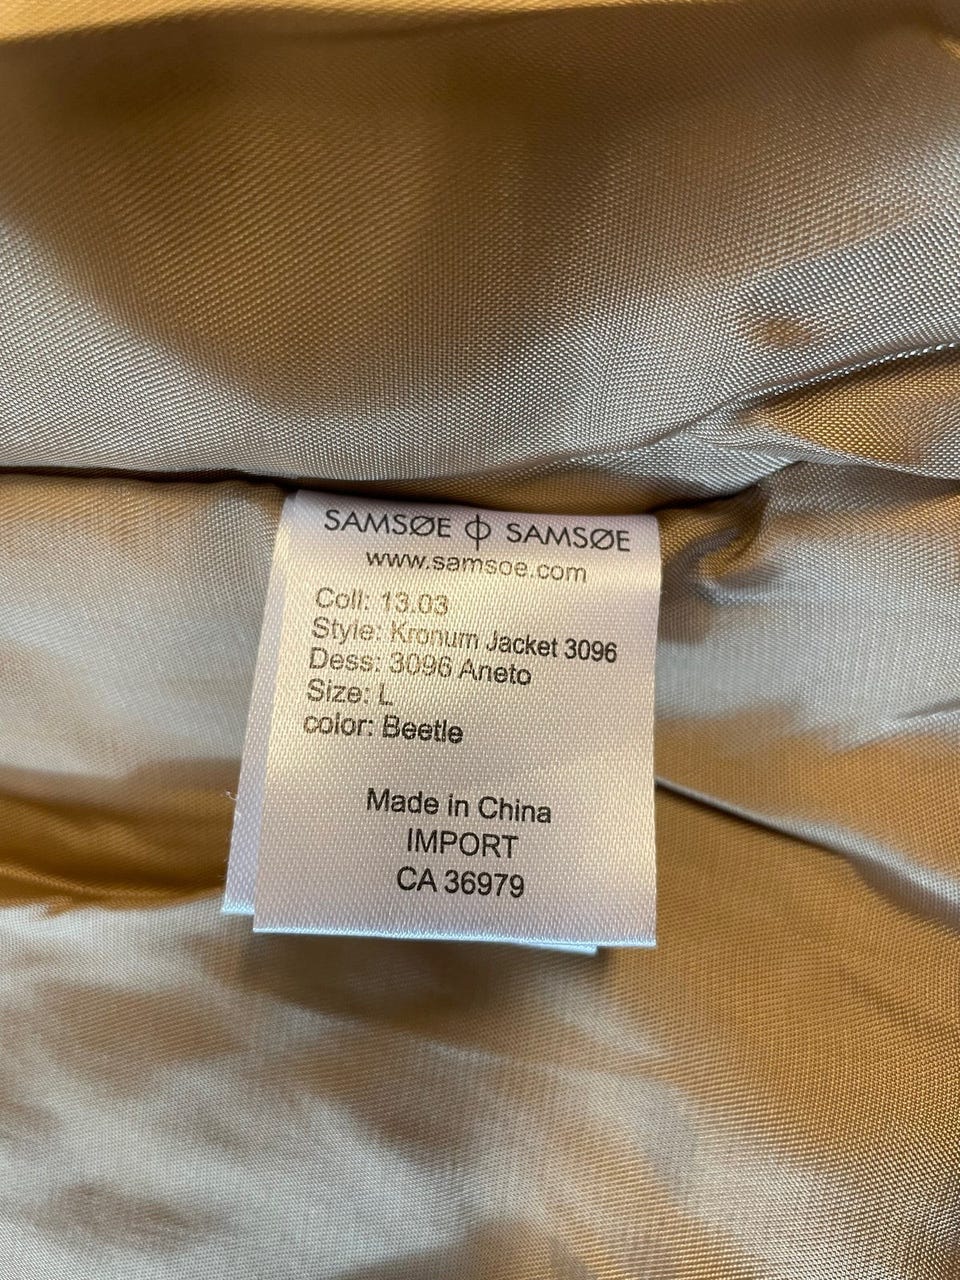 SAMSØE φ SAMSØE
www.samsoe.com
Coll: 13.03
Style: Kronum Jacket 3096
Dess: 3096 Aneto
Size: L
color: Beetle
Made in China
IMPORT
CA 36979